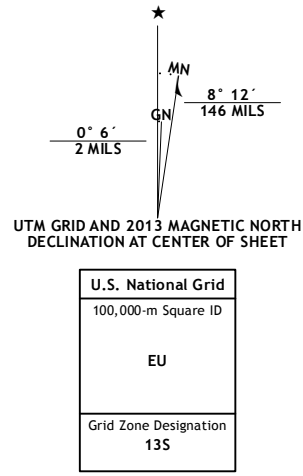 ★
MN
GN
8° 12´
146 MILS
0° 6´
2 MILS
UTM GRID AND 2013 MAGNETIC NORTH
DECLINATION AT CENTER OF SHEET
U.S. National Grid
100,000-m Square ID
EU
Grid Zone Designation
13S